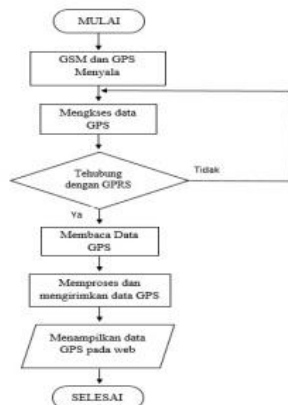 MULAI
GSM dan GPS
Menyala
Mengkses data
GPS
Tehubung
dengan GPRS
Tidak
Ya
Membaca Data
GPS
Memproses dan
mengirimkan data GPS
Menampilkan data
GPS pada web
SELESAI